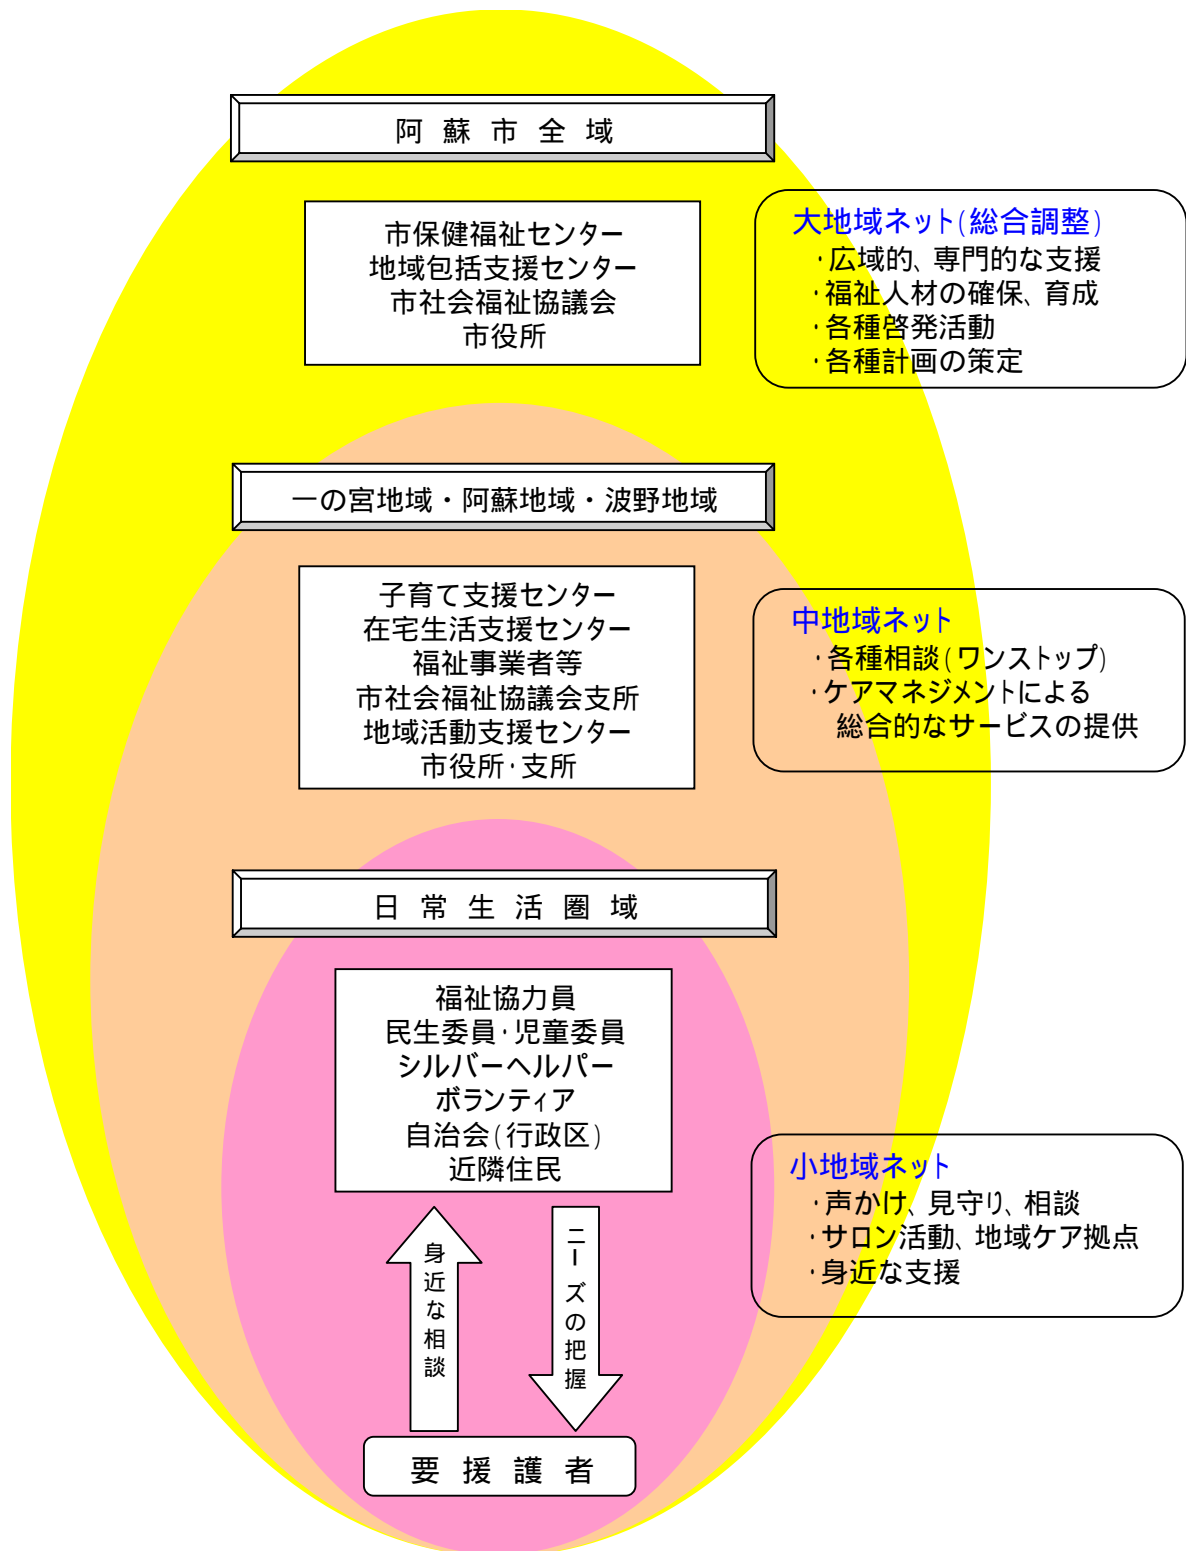 阿蘇市全域
市保健福祉センター
地域包括支援センター
市社会福祉協議会
市役所
大地域ネット(総合調整)
・広域的、専門的な支援
・福祉人材の確保、育成
・各種啓発活動
・各種計画の策定
一の宮地域・阿蘇地域・波野地域
子育て支援センター
在宅生活支援センター
福祉事業者等
市社会福祉協議会支所
地域活動支援センター
市役所・支所
中地域ネット
・各種相談(ワンストップ)
・ケアマネジメントによる
総合的なサービスの提供
日常生活圏域
福祉協力員
民生委員・児童委員
シルバーヘルパー
ボランティア
自治会(行政区)
近隣住民
小地域ネット
・声かけ、見守り、相談
・サロン活動、地域ケア拠点
・身近な支援
身近な相談
ニーズの把握
要援護者